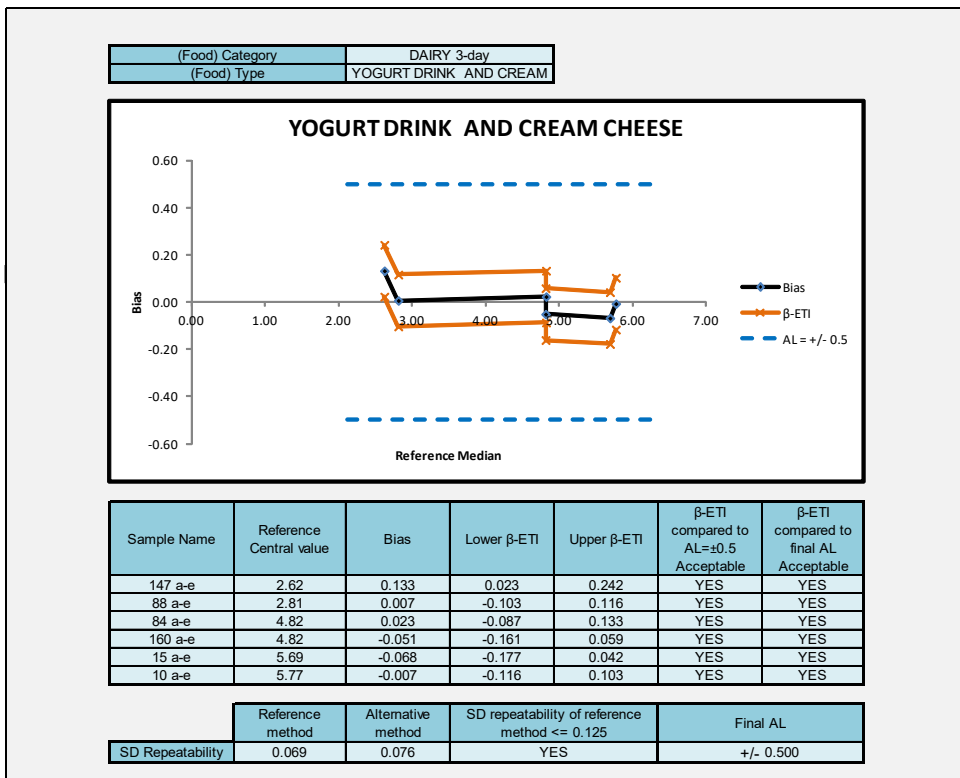 (Food) Category DAIRY 3-day
(Food) Type YOGURT DRINK AND CREAM
YOGURT DRINK AND CREAM CHEESE
0.60
0.40
0.20
0.00
-0.20
-0.40
-0.60
Bias
0.00 1.00 2.00 3.00 4.00 5.00 6.00 7.00
Reference Median
Bias
β-ETI
AL = +/- 0.5
Sample Name Reference Central value Bias Lower β-ETI Upper β-ETI β-ETI compared to AL=±0.5 Acceptable β-ETI compared to final AL Acceptable
147 a-e 2.62 0.133 0.023 0.242 YES YES
88 a-e 2.81 0.007 -0.103 0.116 YES YES
84 a-e 4.82 0.023 -0.087 0.133 YES YES
160 a-e 4.82 -0.051 -0.161 0.059 YES YES
15 a-e 5.69 -0.068 -0.177 0.042 YES YES
10 a-e 5.77 -0.007 -0.116 0.103 YES YES
Reference method Alternative method SD repeatability of reference method <= 0.125 Final AL
SD Repeatability 0.069 0.076 YES +/- 0.500